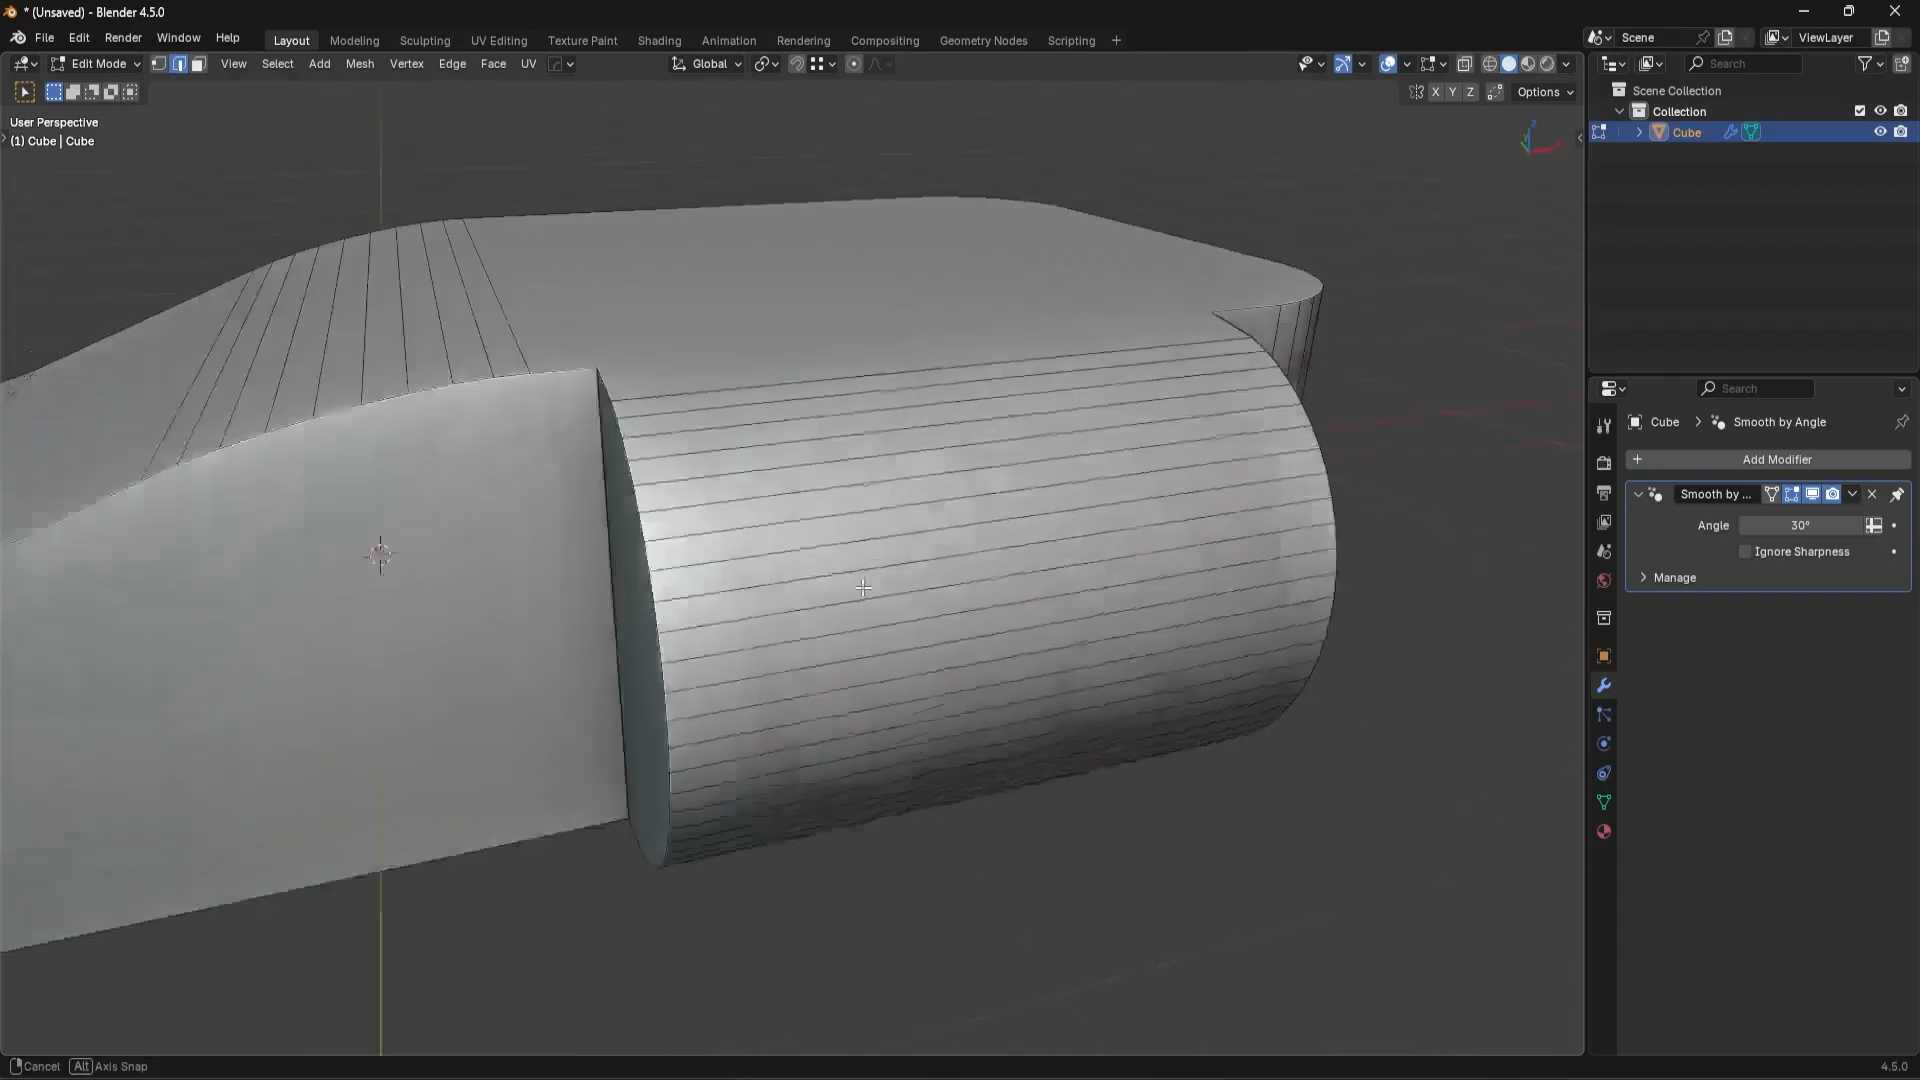 * (Unsaved) - Blender 4.5.0
File Edit Render Window Help
Layout Modeling Sculpting UV Editing Texture Paint Shading Animation Rendering Compositing Geometry Nodes Scripting +
Scene
ViewLayer
Edit Mode View Select Add Mesh Vertex Edge Face UV
Global
Search
X Y Z Options
User Perspective
(1) Cube | Cube
Z
Scene Collection
Collection
Cube
Search
Cube > Smooth by Angle
+ Add Modifier
Smooth by ...
Angle 30°
Ignore Sharpness
Manage
Cancel Alt Axis Snap
4.5.0